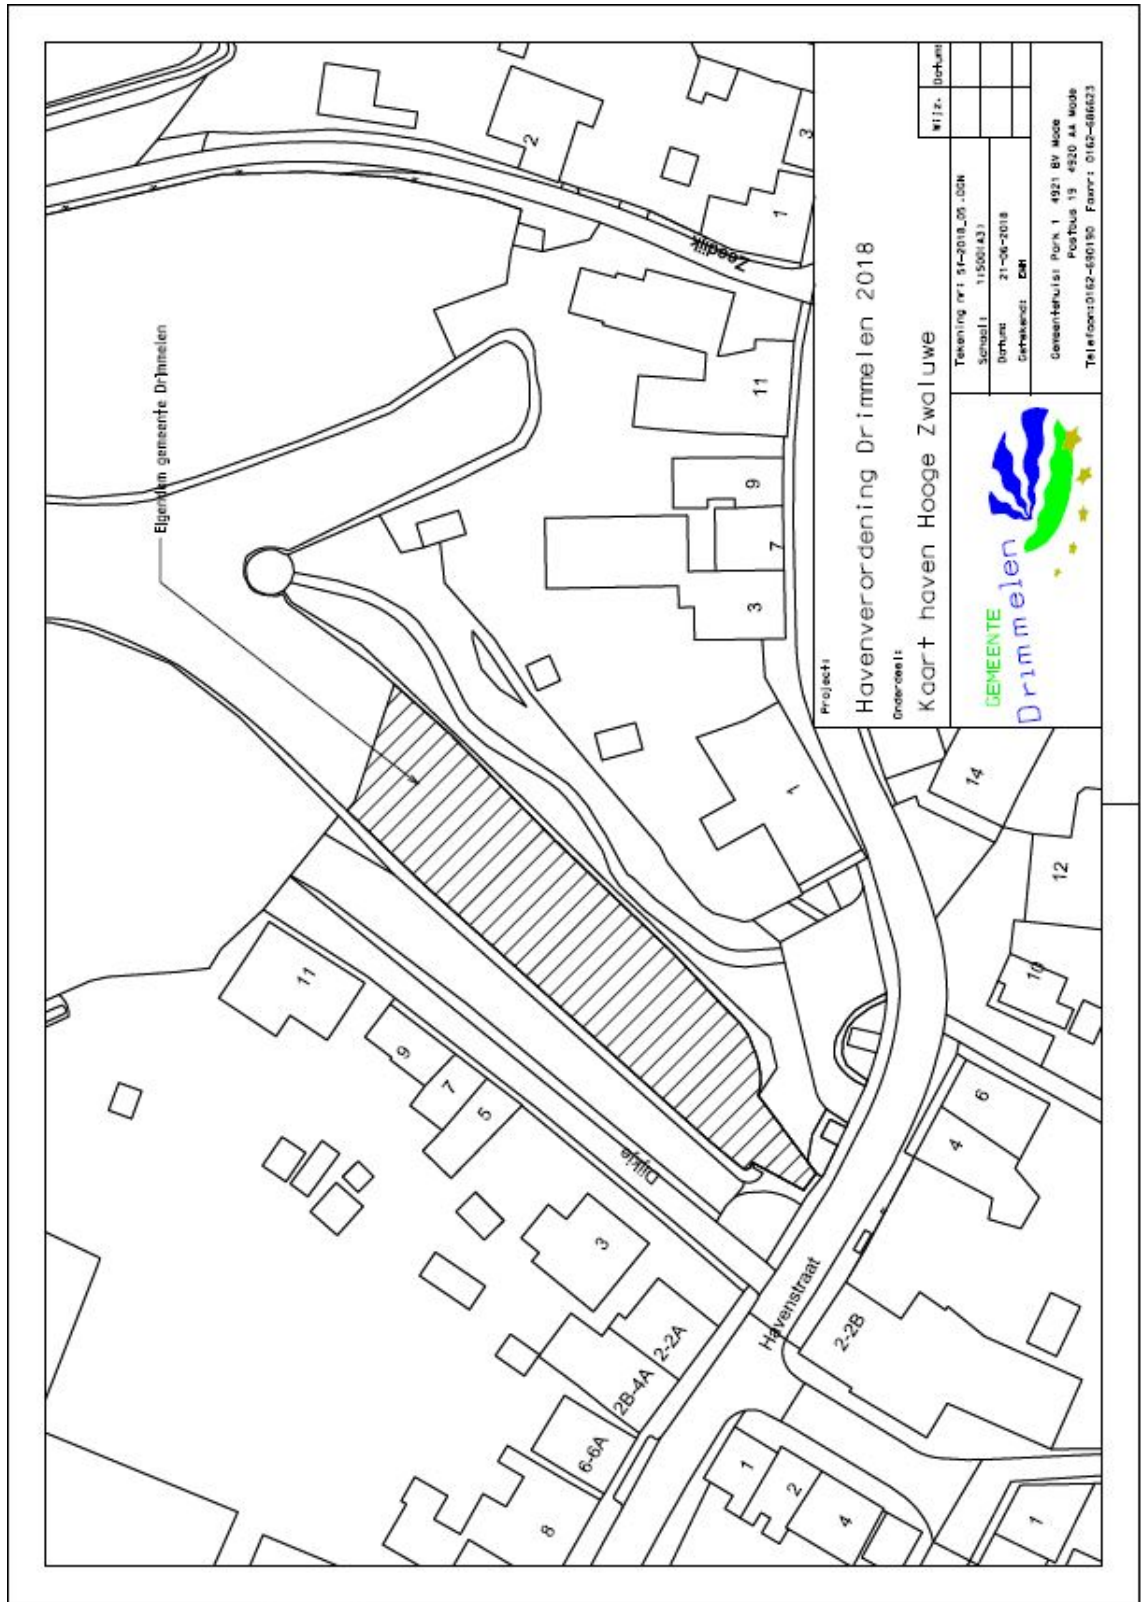 Eigendom gemeente Drimmelen
Zeedijk
Dijkje
Havenstraat
2
3
1
11
9
7
3
1
14
12
10
6
4
2-2B
11
9
7
5
3
2-2A
2B-4A
6-6A
8
1
2
4
1
Project:
Havenverordening Drimmelen 2018
Onderdeel:
Kaart haven Hooge Zwaluwe
Wijz. Datum:
Tekening nr: S1-2018_05.DGN
Schaal: 1:500(A3)
Datum: 21-06-2018
Getekend: EMH
GEMEENTE
Drimmelen
Gemeentehuis: Park 1 4921 BV Made
Postbus 19 4920 AA Made
Telefoon:0162-690190 Faxnr: 0162-686623